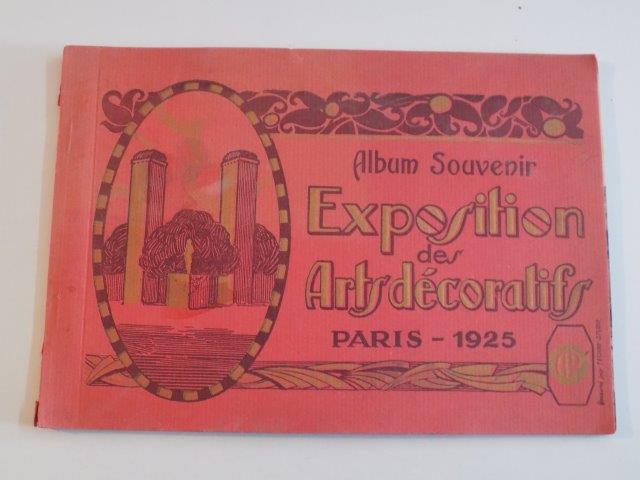 Album Souvenir
Exposition
des
Arts décoratifs
PARIS - 1925